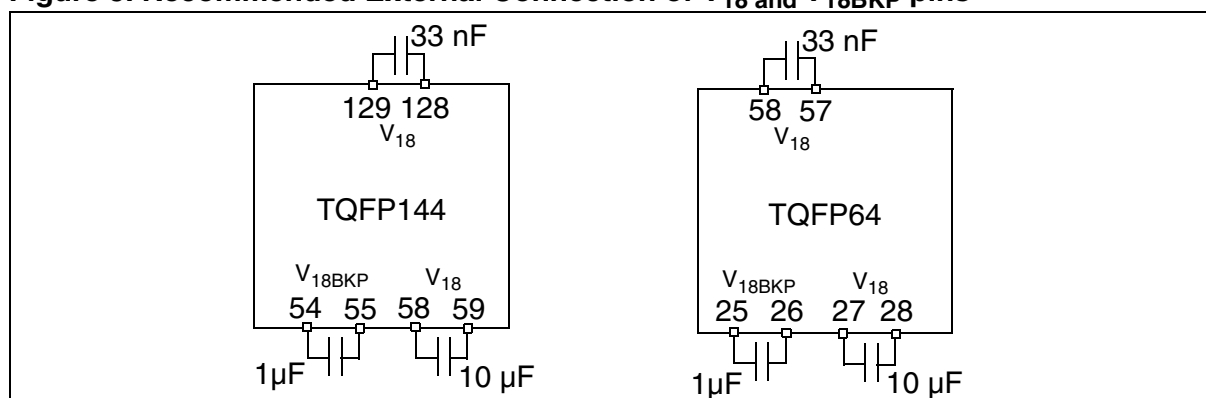 33 nF
129 128
V18
TQFP144
V18BKP V18
54 55 58 59
1µF 10 µF
33 nF
58 57
V18
TQFP64
V18BKP V18
25 26 27 28
1µF 10 µF